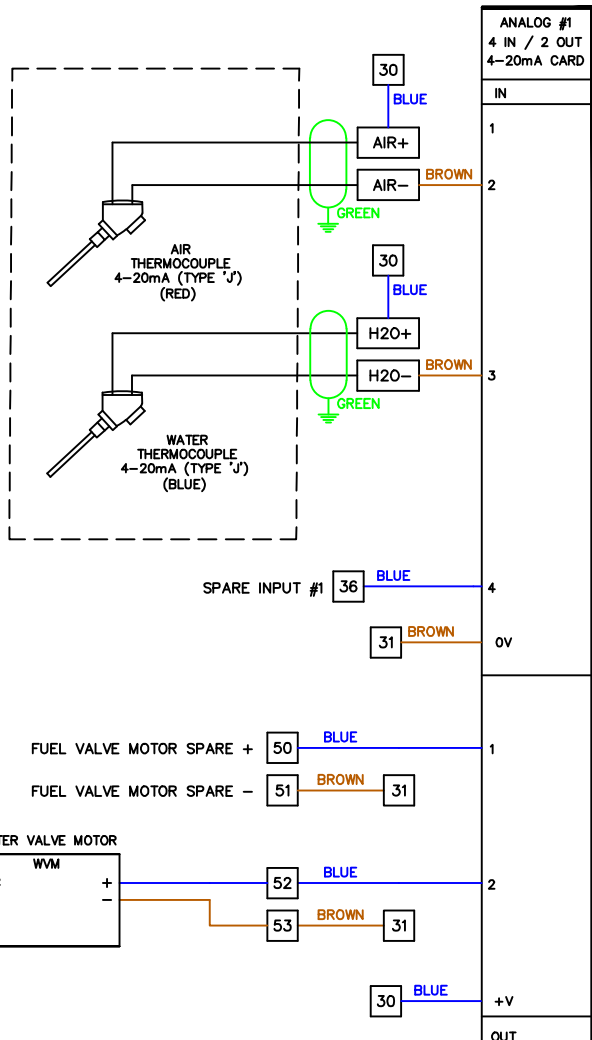 ANALOG #1
4 IN / 2 OUT
4-20mA CARD
IN
30
BLUE
1
AIR+
AIR-
BROWN
2
GREEN
AIR
THERMOCOUPLE
4-20mA (TYPE "J")
(RED)
30
BLUE
H2O+
H2O-
BROWN
3
GREEN
WATER
THERMOCOUPLE
4-20mA (TYPE "J")
(BLUE)
SPARE INPUT #1 36 BLUE 4
31 BROWN 0V
FUEL VALVE MOTOR SPARE + 50 BLUE 1
FUEL VALVE MOTOR SPARE - 51 BROWN 31
VALVE MOTOR
WVM
+ 52 BLUE 2
- 53 BROWN 31
30 BLUE +V
OUT